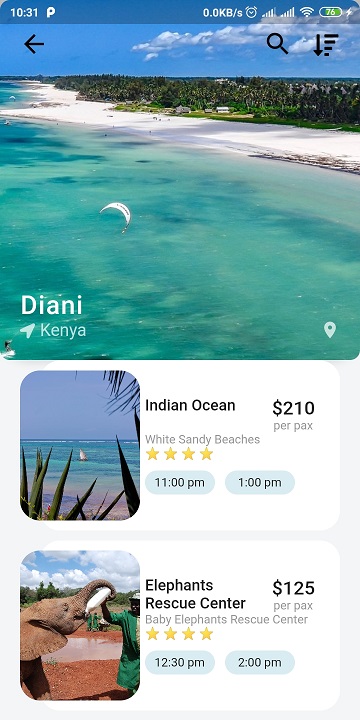 10:31
0.0KB/s
76
Diani
Kenya
Indian Ocean
$210
per pax
White Sandy Beaches
11:00 pm
1:00 pm
Elephants
Rescue Center
$125
per pax
Baby Elephants Rescue Center
12:30 pm
2:00 pm